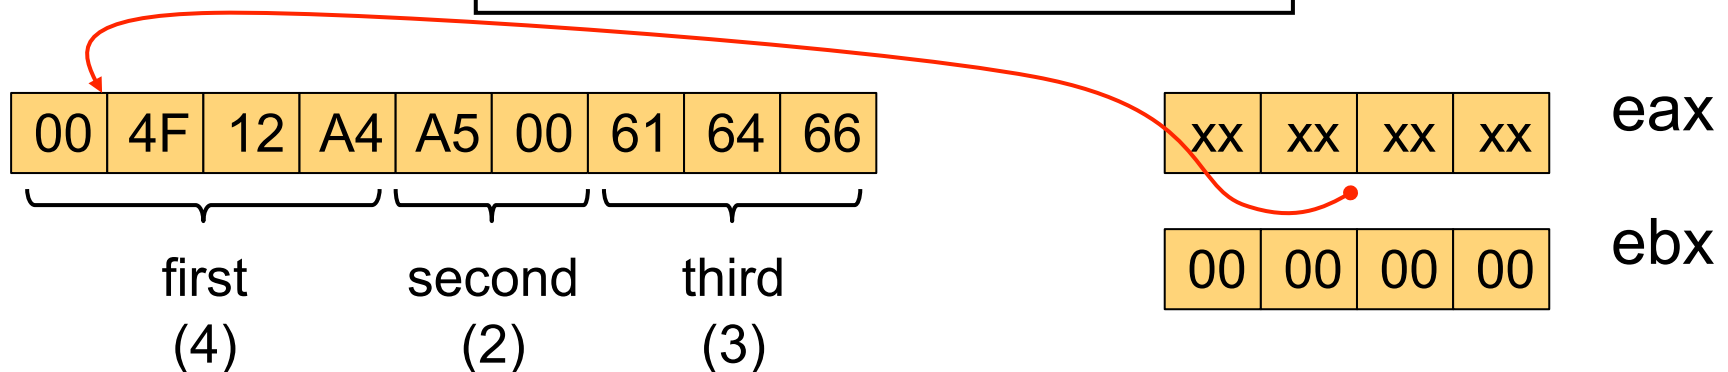 00 4F 12 A4 A5 00 61 64 66
xx xx xx xx eax
00 00 00 00 ebx
first second third
(4) (2) (3)